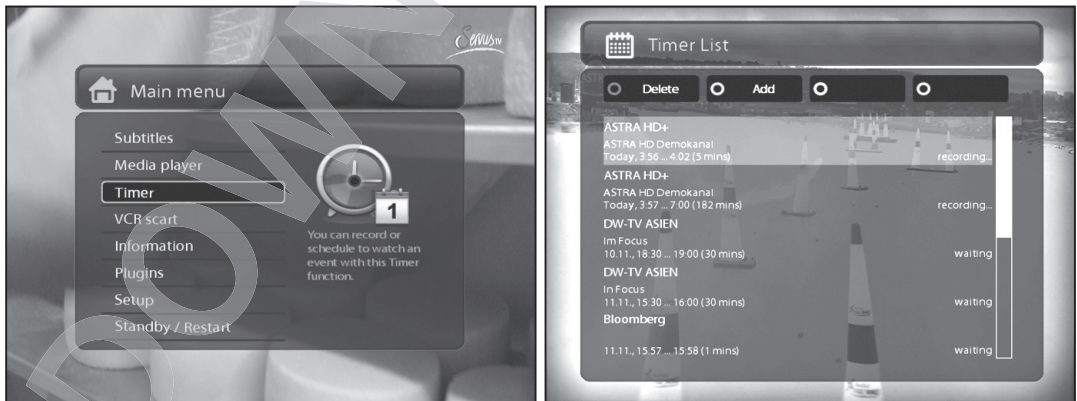 Servus TV
Main menu
Subtitles
Media player
Timer
VCR scart
Information
Plugins
Setup
Standby / Restart
1
You can record or
schedule to watch an
event with this Timer
function.
Timer List
Delete
Add
ASTRA HD+
ASTRA HD Demokanal
Today, 3:56 ... 4:02 (5 mins)
recording...
ASTRA HD+
ASTRA HD Demokanal
Today, 3:57 ... 7:00 (182 mins)
recording...
DW-TV ASIEN
Im Focus
10.11., 18:30 ... 19:00 (30 mins)
waiting
DW-TV ASIEN
In Focus
11.11., 15:30 ... 16:00 (30 mins)
waiting
Bloomberg
11.11., 15:57 ... 15:58 (1 mins)
waiting